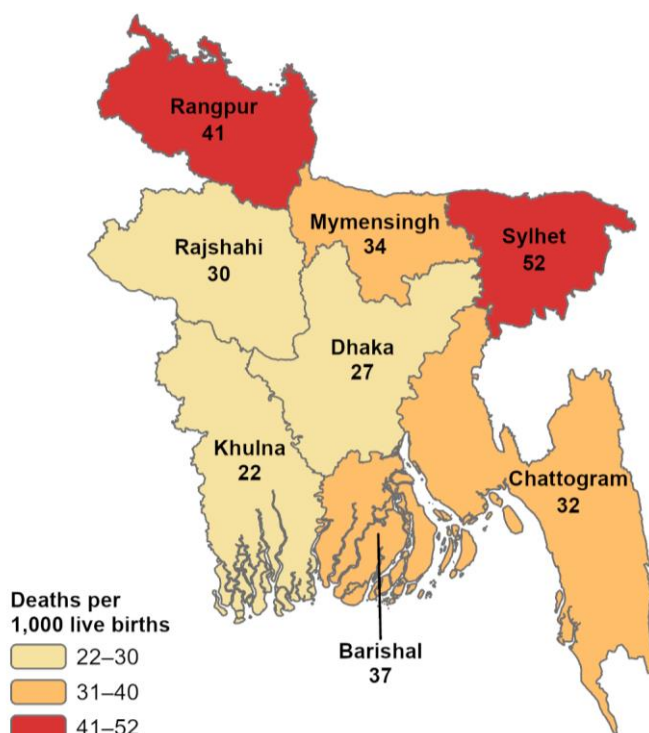 Rangpur
41
Mymensingh
34
Sylhet
52
Rajshahi
30
Dhaka
27
Khulna
22
Chattogram
32
Barishal
37
Deaths per
1,000 live births
22–30
31–40
41–52